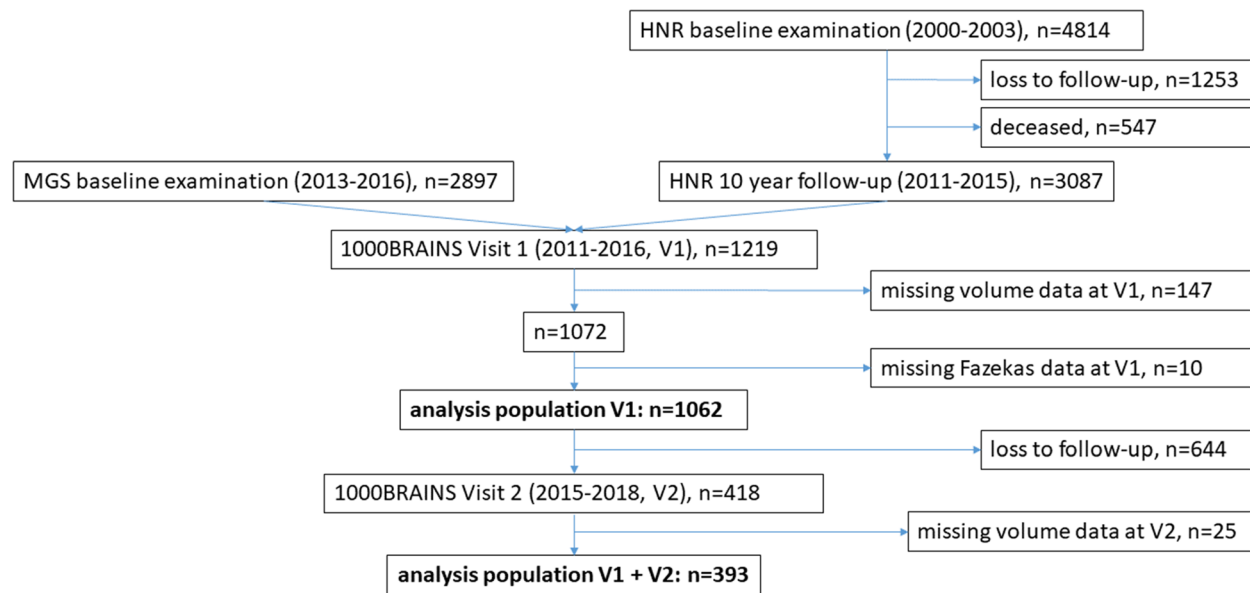 HNR baseline examination (2000-2003), n=4814
loss to follow-up, n=1253
deceased, n=547
MGS baseline examination (2013-2016), n=2897
HNR 10 year follow-up (2011-2015), n=3087
1000BRAINS Visit 1 (2011-2016, V1), n=1219
missing volume data at V1, n=147
n=1072
missing Fazekas data at V1, n=10
analysis population V1: n=1062
loss to follow-up, n=644
1000BRAINS Visit 2 (2015-2018, V2), n=418
missing volume data at V2, n=25
analysis population V1 + V2: n=393